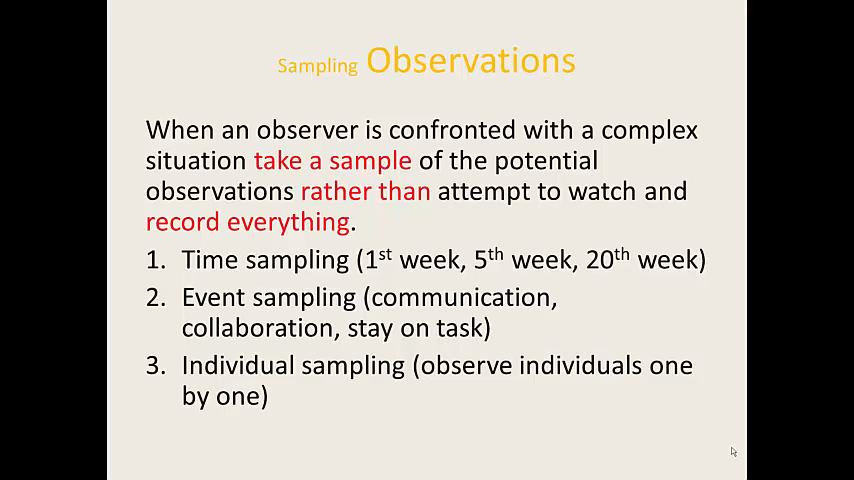 Sampling Observations
When an observer is confronted with a complex
situation take a sample of the potential
observations rather than attempt to watch and
record everything.
1. Time sampling (1st week, 5th week, 20th week)
2. Event sampling (communication,
collaboration, stay on task)
3. Individual sampling (observe individuals one
by one)